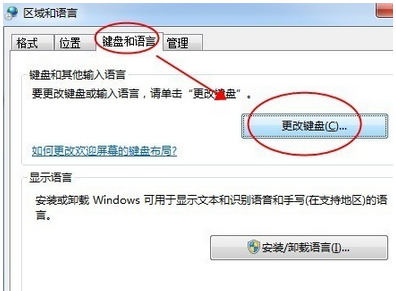 区域和语言
格式 位置 键盘和语言 管理
键盘和其他输入语言
要更改键盘或输入语言，请单击“更改键盘”。
更改键盘(C)...
如何更改欢迎屏幕的键盘布局?
显示语言
安装或卸载 Windows 可用于显示文本和识别语音和手写(在支持地区)的语
言。
安装/卸载语言(I)...